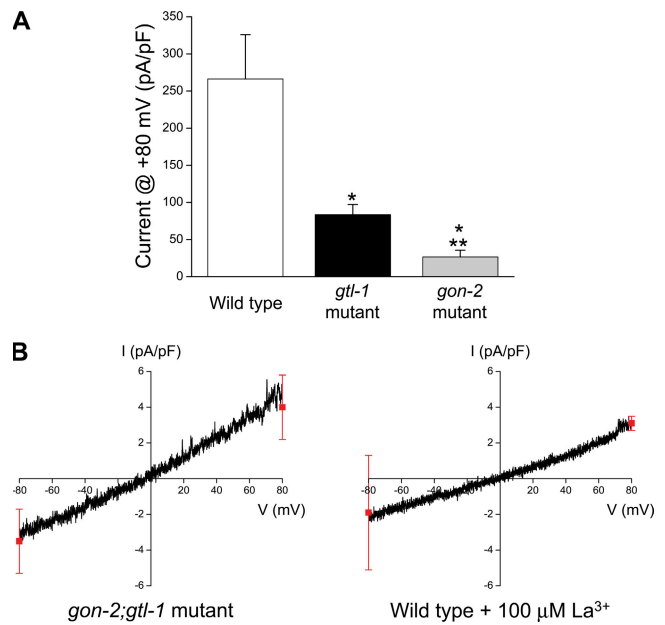 A
Current @ +80 mV (pA/pF)
350
300
250
200
150
100
50
0
*
*
**
Wild type
gtl-1
mutant
gon-2
mutant
B
I (pA/pF)
6
4
2
-2
-4
-6
-80 -60 -40 -20 0 20 40 60 80
V (mV)
gon-2;gtl-1 mutant
I (pA/pF)
6
4
2
-2
-4
-6
-80 -60 -40 -20 0 20 40 60 80
V (mV)
Wild type + 100 μM La³⁺